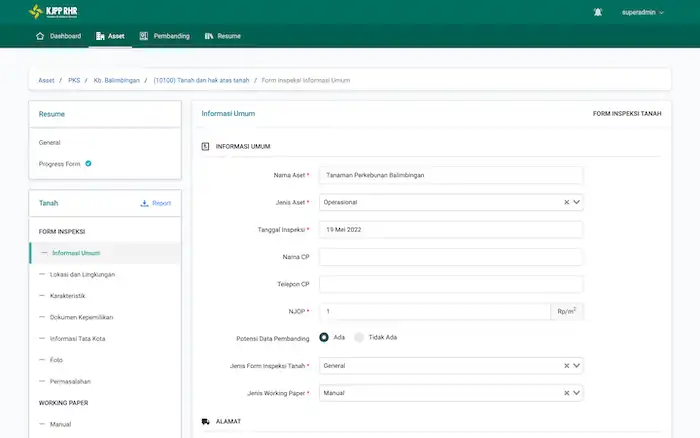 KJPP RHR
superadmin
Dashboard
Asset
Pembanding
Resume
Asset / PKS / Kb. Balimbingan / (10100) Tanah dan hak atas tanah / Form Inspeksi Informasi Umum
Resume
General
Progress Form
Tanah
Report
FORM INSPEKSI
Informasi Umum
Lokasi dan Lingkungan
Karakteristik
Dokumen Kepemilikan
Informasi Tata Kota
Foto
Permasalahan
WORKING PAPER
Manual
Informasi Umum
FORM INSPEKSI TANAH
INFORMASI UMUM
Nama Aset * Tanaman Perkebunan Balimbingan
Jenis Aset * Operasional
Tanggal Inspeksi * 19 Mei 2022
Nama CP
Telepon CP
NJOP * 1 Rp/m²
Potensi Data Pembanding Ada Tidak Ada
Jenis Form Inspeksi Tanah * General
Jenis Working Paper * Manual
ALAMAT